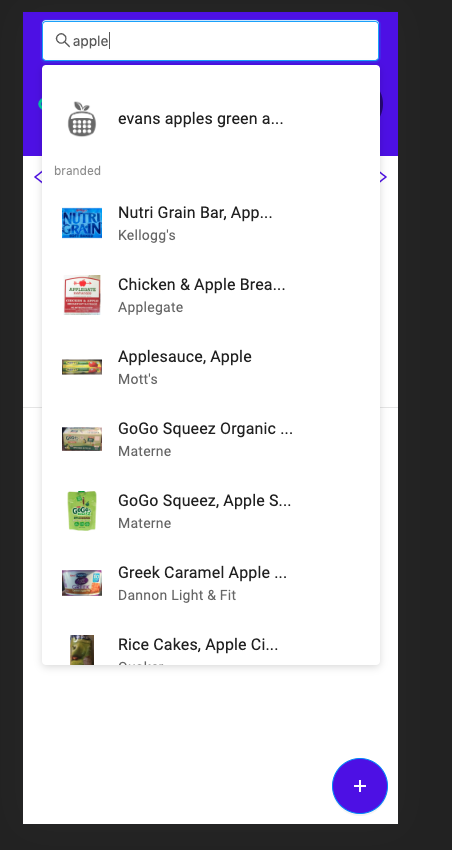 apple
evans apples green a...
branded
NUTRI
GRAIN
Nutri Grain Bar, App...
Kellogg's
APPLEGATE
Chicken & Apple Brea...
Applegate
Applesauce, Apple
Mott's
GoGo Squeez Organic ...
Materne
GoGo
GoGo Squeez, Apple S...
Materne
Greek Caramel Apple ...
Dannon Light & Fit
Rice Cakes, Apple Ci...
Quaker
+